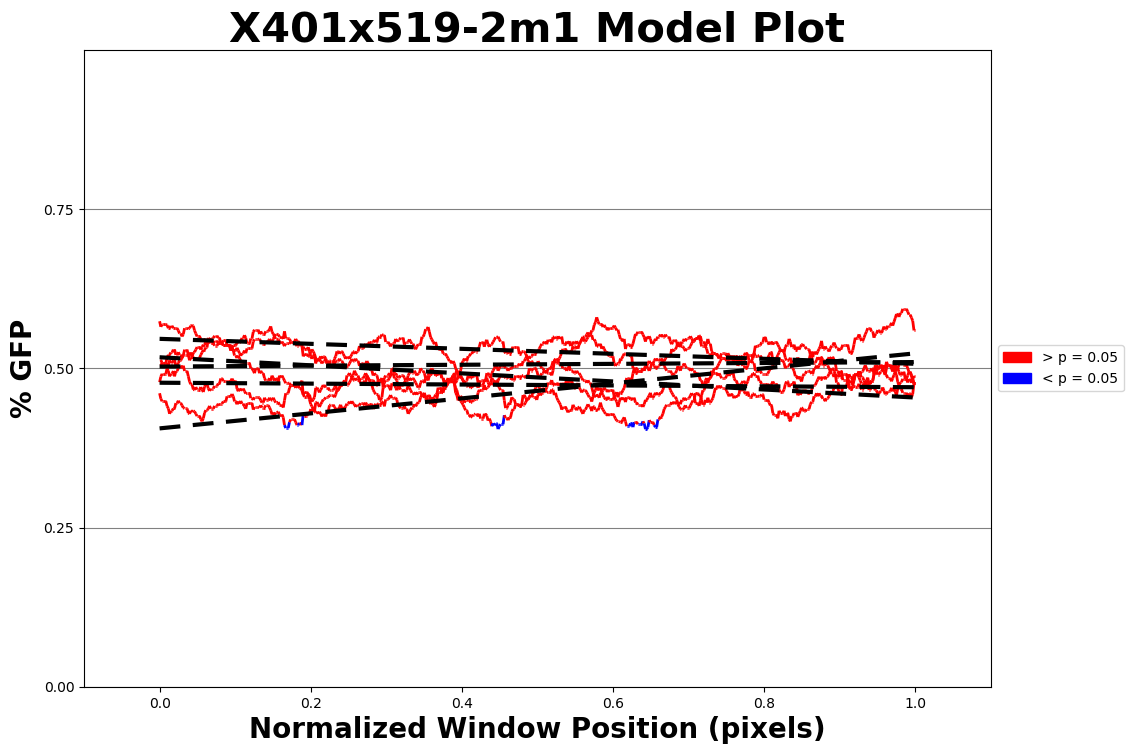 X401x519-2m1 Model Plot
% GFP
0.75
0.50
0.25
0.00
0.0 0.2 0.4 0.6 0.8 1.0
Normalized Window Position (pixels)
> p = 0.05
< p = 0.05